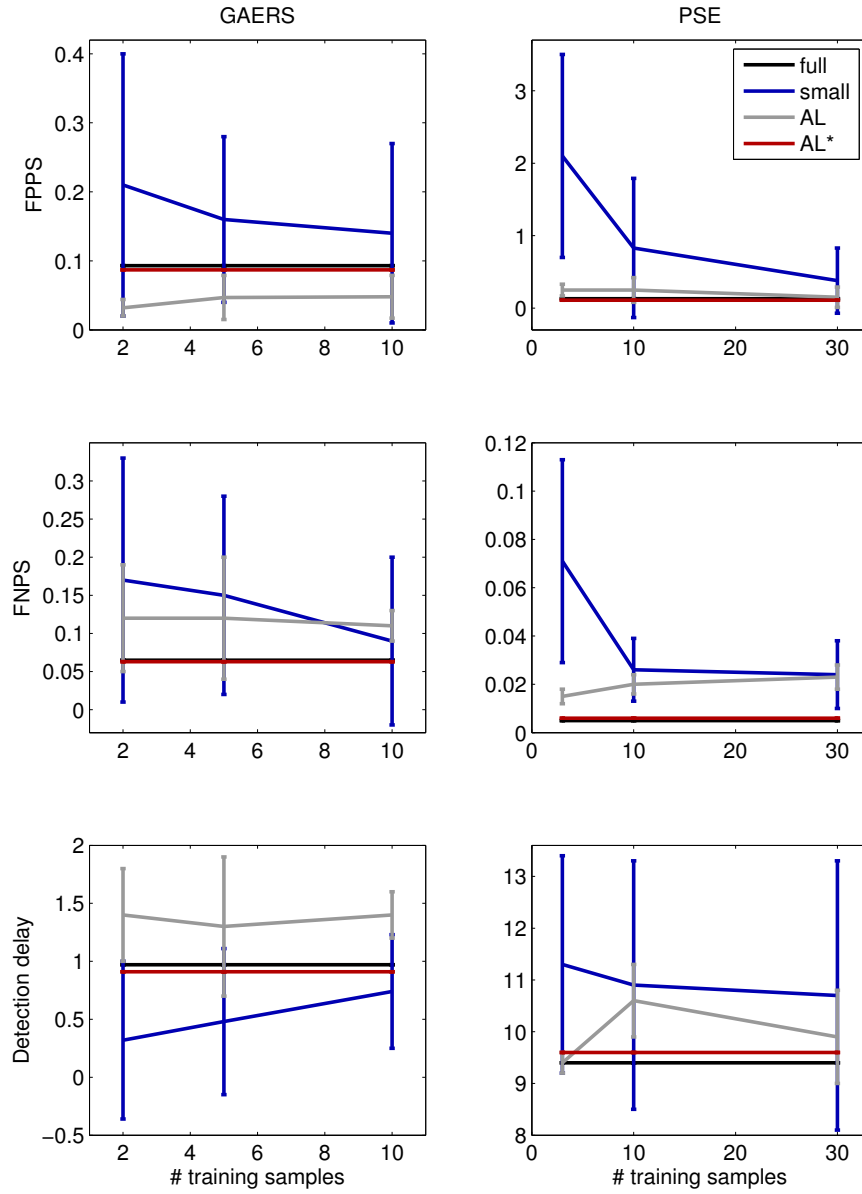 GAERS
PSE
0.4
0.3
0.2
0.1
0
FPPS
2 4 6 8 10
3
2
1
0
0 10 20 30
full
small
AL
AL*
0.3
0.25
0.2
0.15
0.1
0.05
0
FNPS
2 4 6 8 10
0.12
0.1
0.08
0.06
0.04
0.02
0
0 10 20 30
2
1.5
1
0.5
0
−0.5
Detection delay
2 4 6 8 10
# training samples
13
12
11
10
9
8
0 10 20 30
# training samples